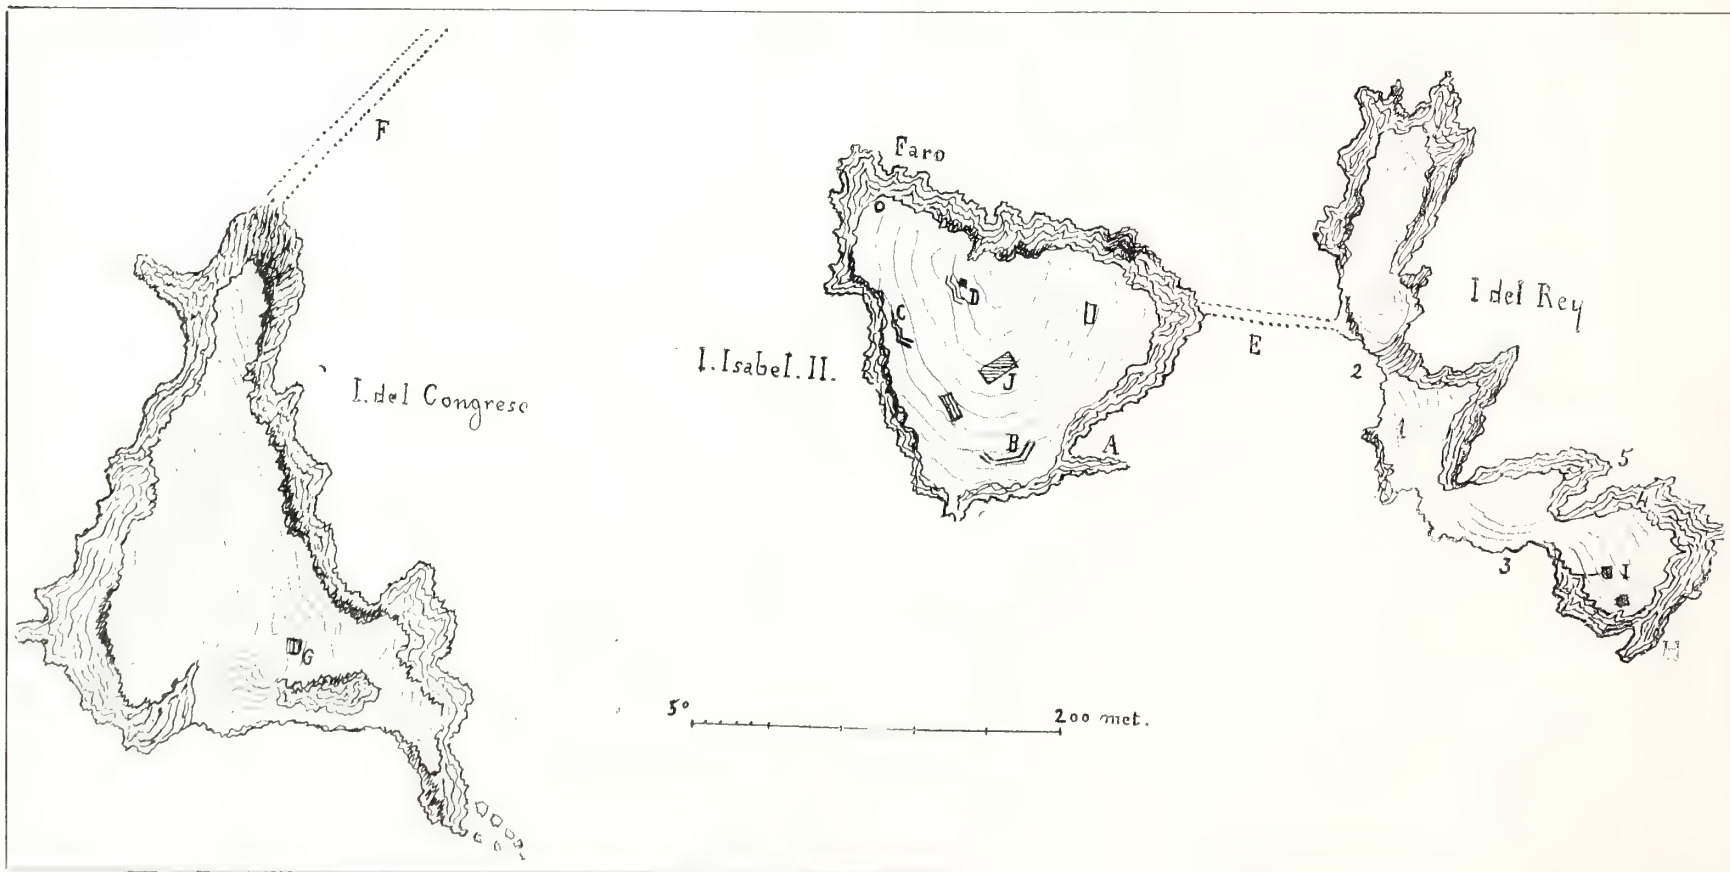 F
Faro
D
C
I del Rey
E
I. Isabel. II.
2
J
I. del Congreso
1
B
A
5
4
3
I
G
H
50
200 met.